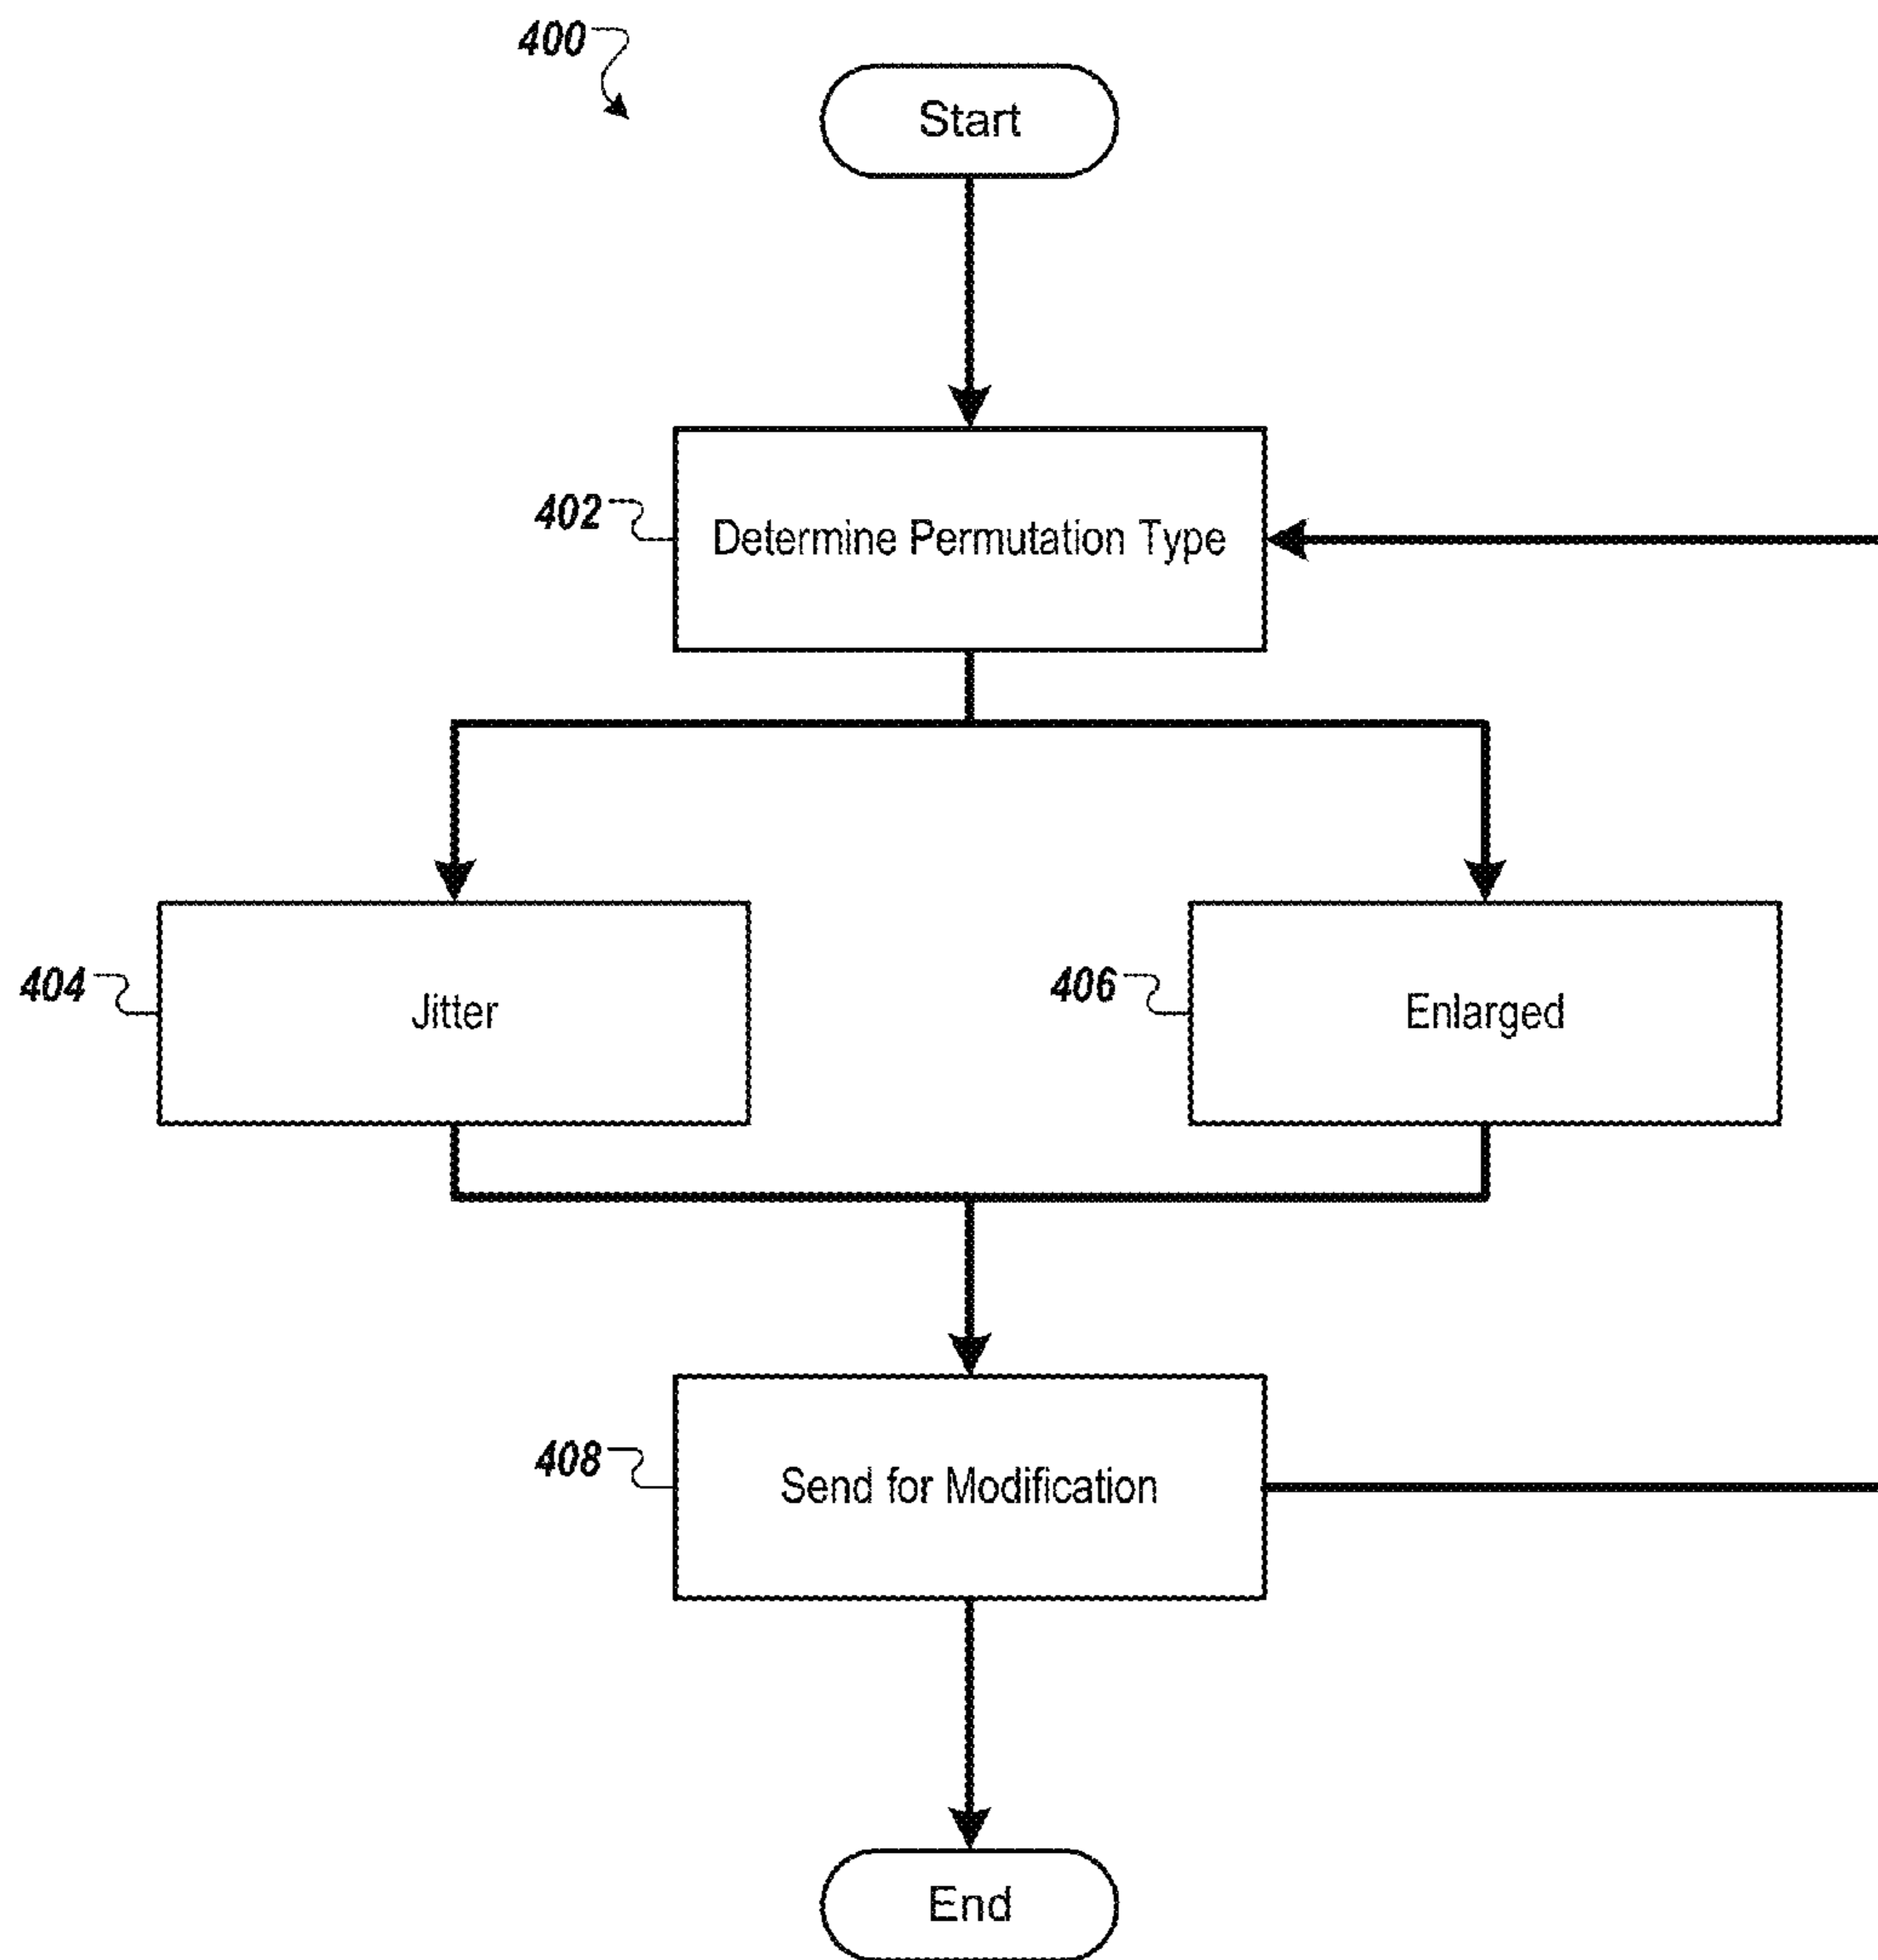 400
Start
402
Determine Permutation Type
404
Jitter
406
Enlarged
408
Send for Modification
End